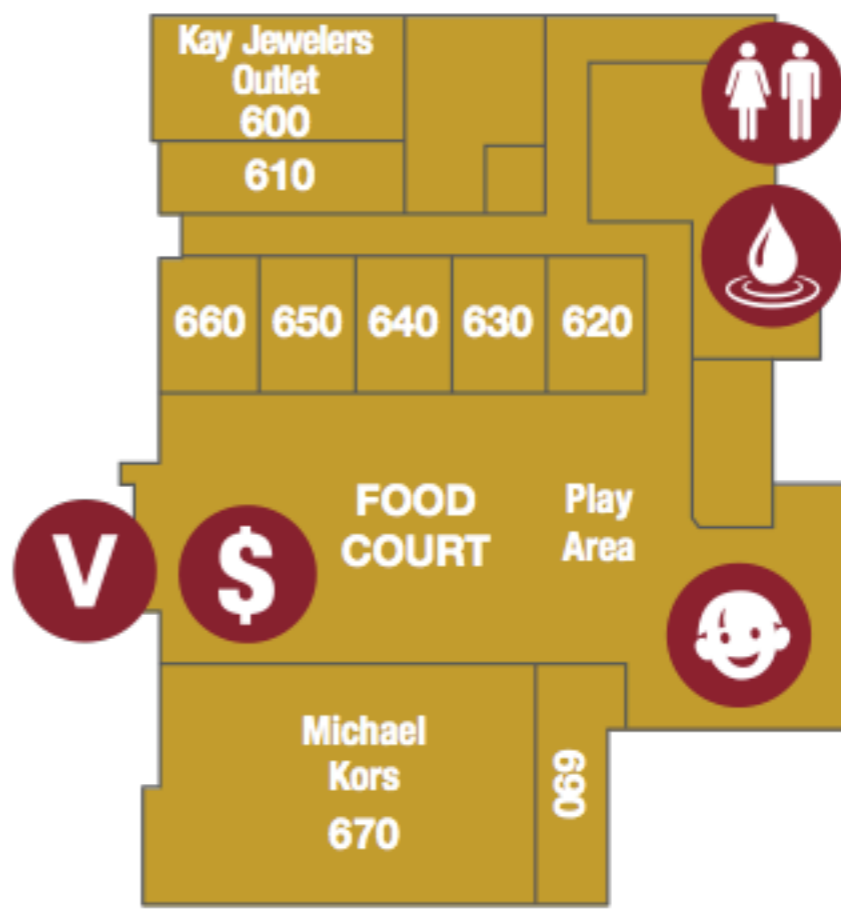 Kay Jewelers
Outlet
600
610
660 650 640 630 620
FOOD
COURT
Play
Area
V $
Michael
Kors
670
690